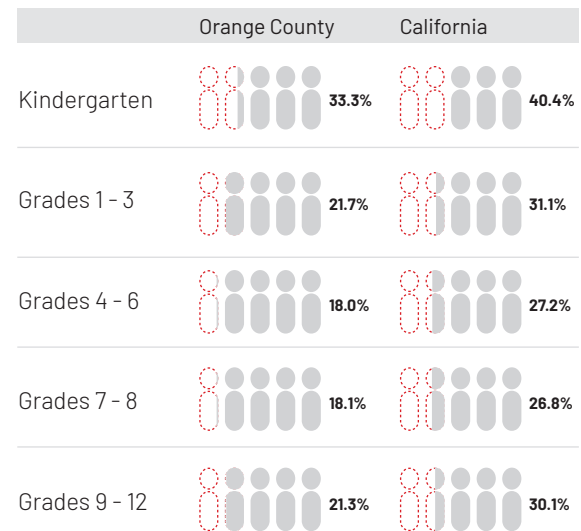 Orange County California
Kindergarten 33.3% 40.4%
Grades 1 - 3 21.7% 31.1%
Grades 4 - 6 18.0% 27.2%
Grades 7 - 8 18.1% 26.8%
Grades 9 - 12 21.3% 30.1%